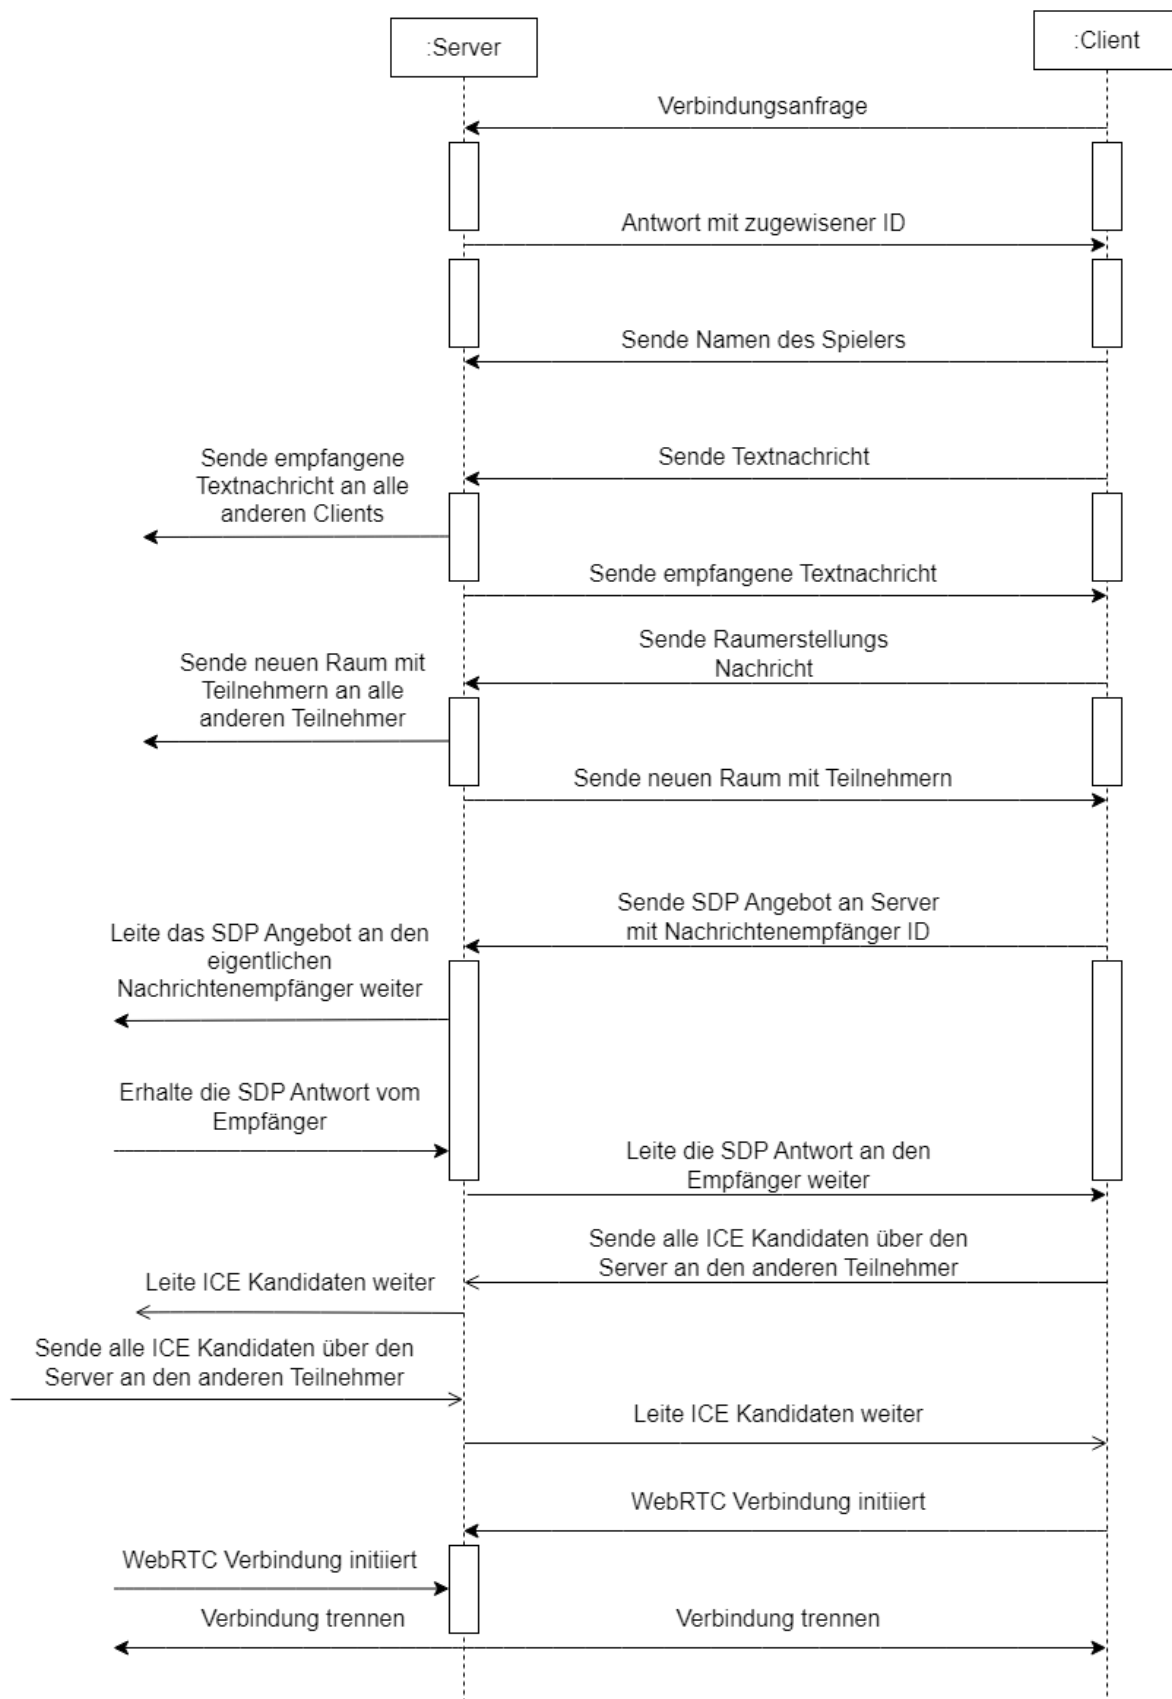 :Server
:Client
Verbindungsanfrage
Antwort mit zugewisener ID
Sende Namen des Spielers
Sende Textnachricht
Sende empfangene
Textnachricht an alle
anderen Clients
Sende empfangene Textnachricht
Sende Raumerstellungs
Nachricht
Sende neuen Raum mit
Teilnehmern an alle
anderen Teilnehmer
Sende neuen Raum mit Teilnehmern
Sende SDP Angebot an Server
mit Nachrichtenempfänger ID
Leite das SDP Angebot an den
eigentlichen
Nachrichtenempfänger weiter
Erhalte die SDP Antwort vom
Empfänger
Leite die SDP Antwort an den
Empfänger weiter
Sende alle ICE Kandidaten über den
Server an den anderen Teilnehmer
Leite ICE Kandidaten weiter
Sende alle ICE Kandidaten über den
Server an den anderen Teilnehmer
Leite ICE Kandidaten weiter
WebRTC Verbindung initiiert
WebRTC Verbindung initiiert
Verbindung trennen
Verbindung trennen